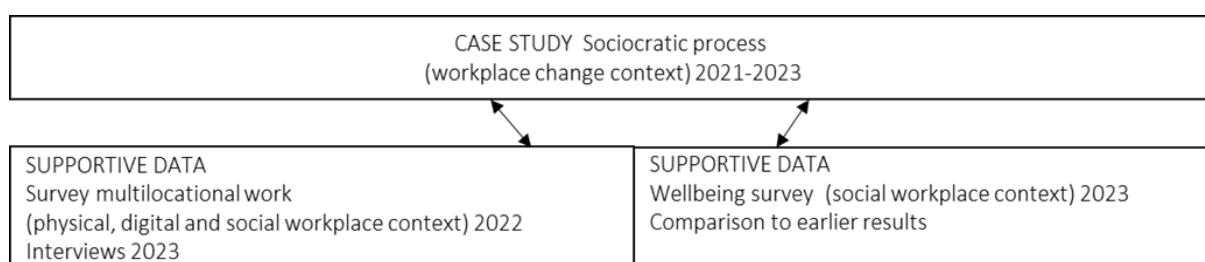 CASE STUDY Sociocratic process
(workplace change context) 2021-2023
SUPPORTIVE DATA
Survey multilocational work
(physical, digital and social workplace context) 2022
Interviews 2023
SUPPORTIVE DATA
Wellbeing survey (social workplace context) 2023
Comparison to earlier results